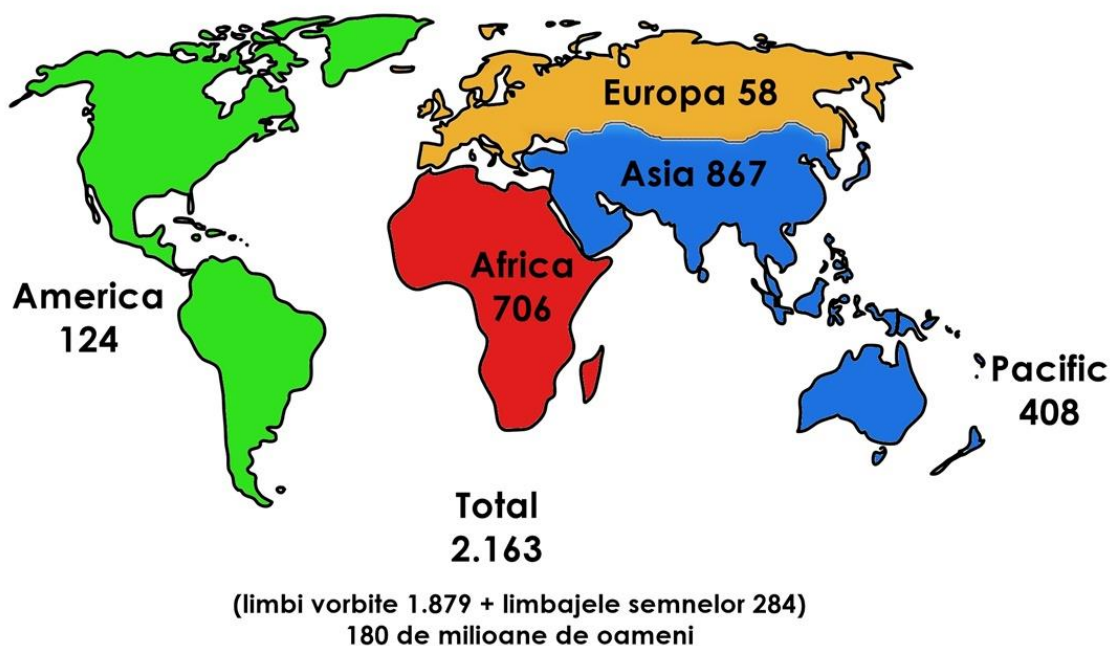 Europa 58
Asia 867
Africa
706
America
124
Pacific
408
Total
2.163
(limbi vorbite 1.879 + limbajele semnelor 284)
180 de milioane de oameni